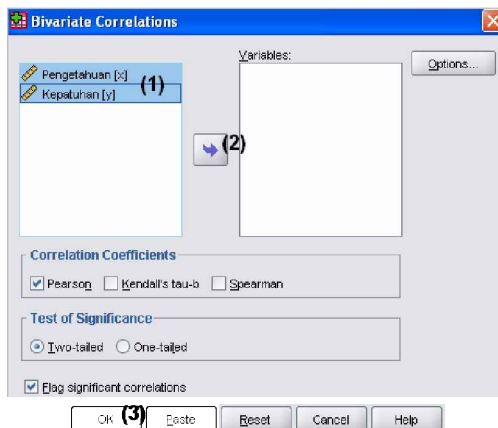 Bivariate Correlations
Variables:
Options...
Pengetahuan [x]
Kepatuhan [y]
(1)
(2)
Correlation Coefficients
Pearson Kendall's tau-b Spearman
Test of Significance
Two-tailed One-tailed
Flag significant correlations
OK (3) Paste Reset Cancel Help